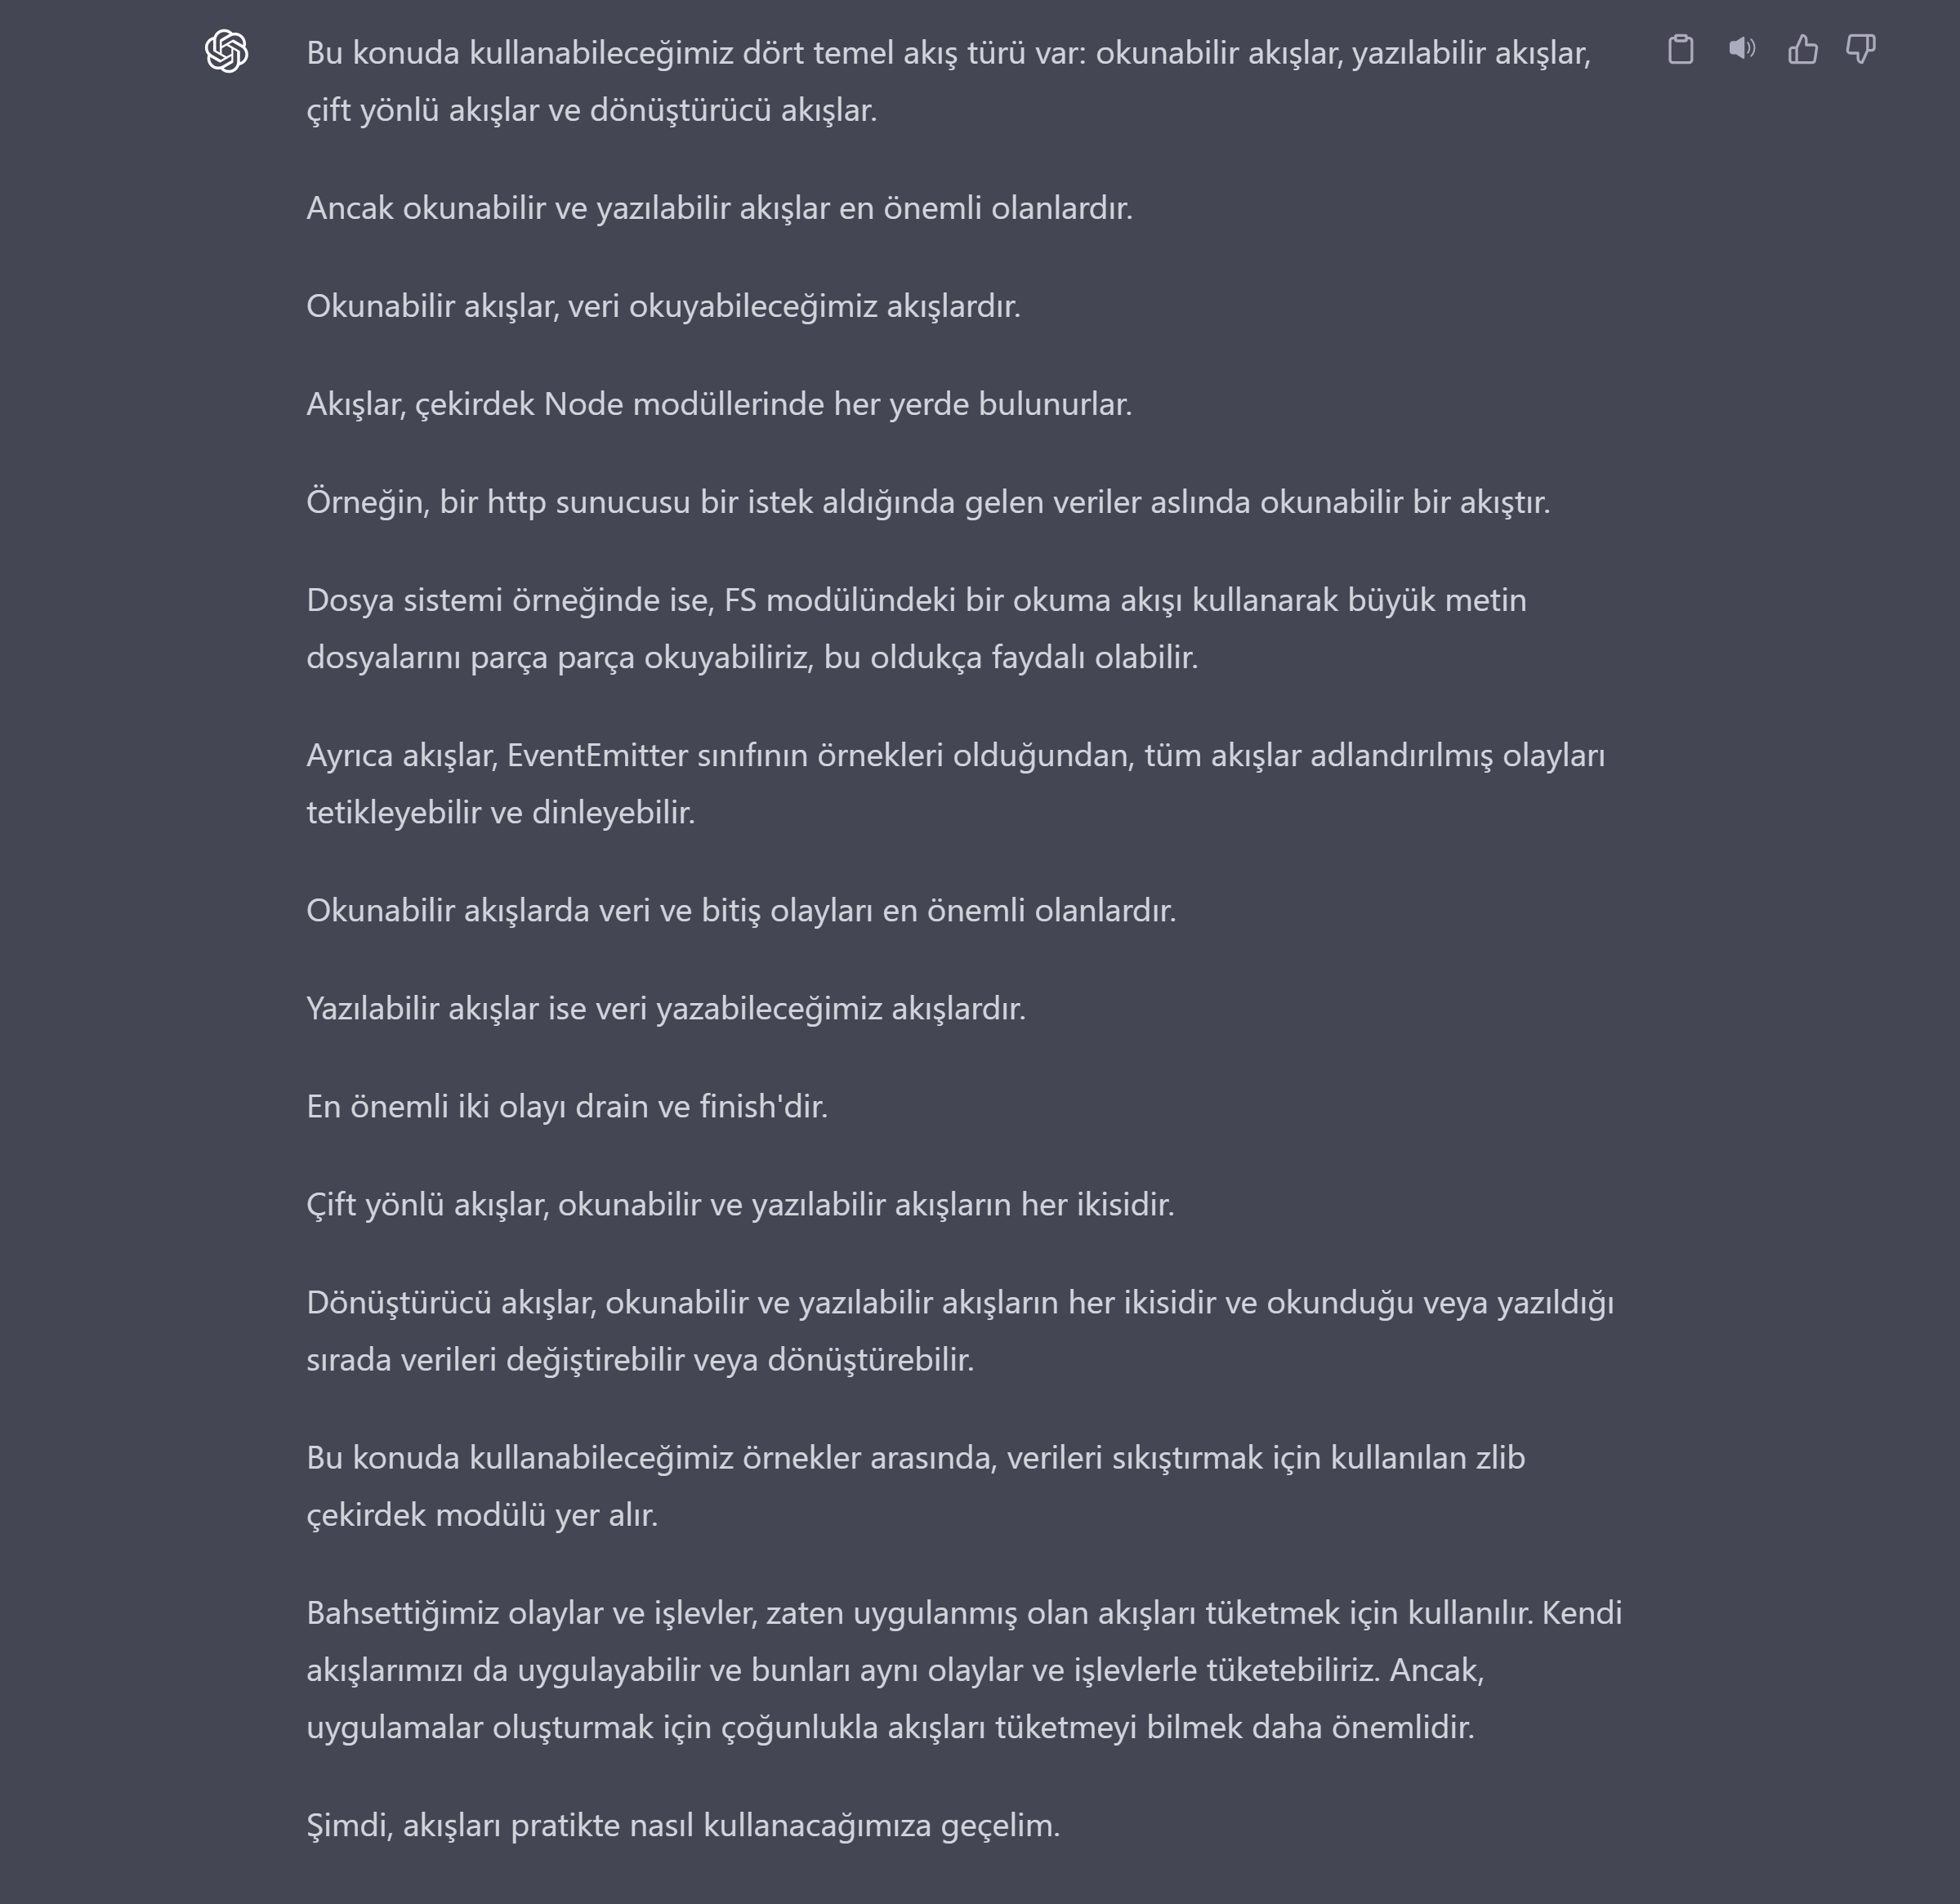 Bu konuda kullanabileceğimiz dört temel akış türü var: okunabilir akışlar, yazılabilir akışlar,
çift yönlü akışlar ve dönüştürücü akışlar.
Ancak okunabilir ve yazılabilir akışlar en önemli olanlardır.
Okunabilir akışlar, veri okuyabileceğimiz akışlardır.
Akışlar, çekirdek Node modüllerinde her yerde bulunurlar.
Örneğin, bir http sunucusu bir istek aldığında gelen veriler aslında okunabilir bir akıştır.
Dosya sistemi örneğinde ise, FS modülündeki bir okuma akışı kullanarak büyük metin
dosyalarını parça parça okuyabiliriz, bu oldukça faydalı olabilir.
Ayrıca akışlar, EventEmitter sınıfının örnekleri olduğundan, tüm akışlar adlandırılmış olayları
tetikleyebilir ve dinleyebilir.
Okunabilir akışlarda veri ve bitiş olayları en önemli olanlardır.
Yazılabilir akışlar ise veri yazabileceğimiz akışlardır.
En önemli iki olayı drain ve finish'dir.
Çift yönlü akışlar, okunabilir ve yazılabilir akışların her ikisidir.
Dönüştürücü akışlar, okunabilir ve yazılabilir akışların her ikisidir ve okunduğu veya yazıldığı
sırada verileri değiştirebilir veya dönüştürebilir.
Bu konuda kullanabileceğimiz örnekler arasında, verileri sıkıştırmak için kullanılan zlib
çekirdek modülü yer alır.
Bahsettiğimiz olaylar ve işlevler, zaten uygulanmış olan akışları tüketmek için kullanılır. Kendi
akışlarımızı da uygulayabilir ve bunları aynı olaylar ve işlevlerle tüketebiliriz. Ancak,
uygulamalar oluşturmak için çoğunlukla akışları tüketmeyi bilmek daha önemlidir.
Şimdi, akışları pratikte nasıl kullanacağımıza geçelim.